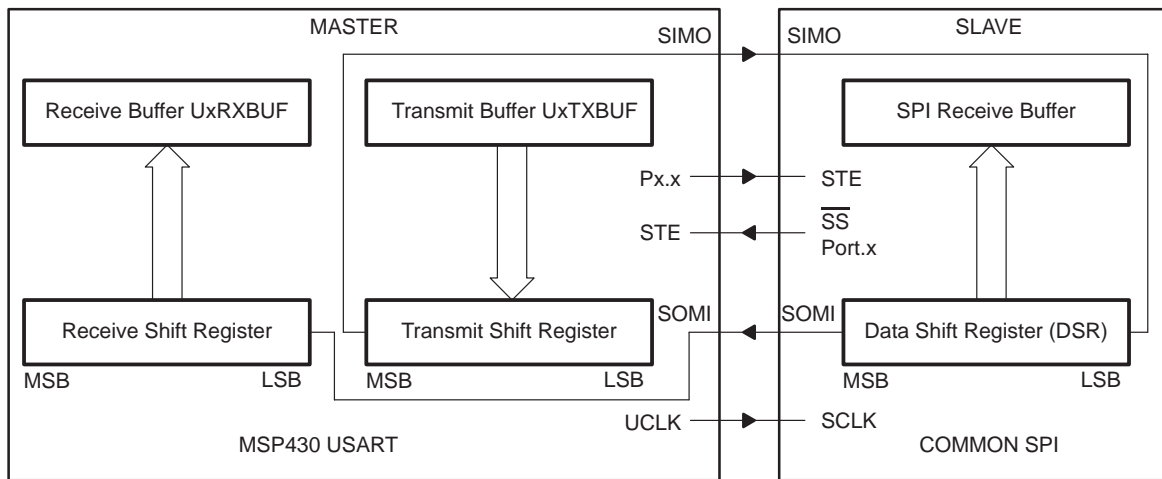 MASTER
SIMO
SIMO
SLAVE
Receive Buffer UxRXBUF
Transmit Buffer UxTXBUF
SPI Receive Buffer
Px.x
STE
STE
SS
Port.x
Receive Shift Register
Transmit Shift Register
SOMI
SOMI
Data Shift Register (DSR)
MSB
LSB
MSB
LSB
MSB
LSB
UCLK
SCLK
MSP430 USART
COMMON SPI